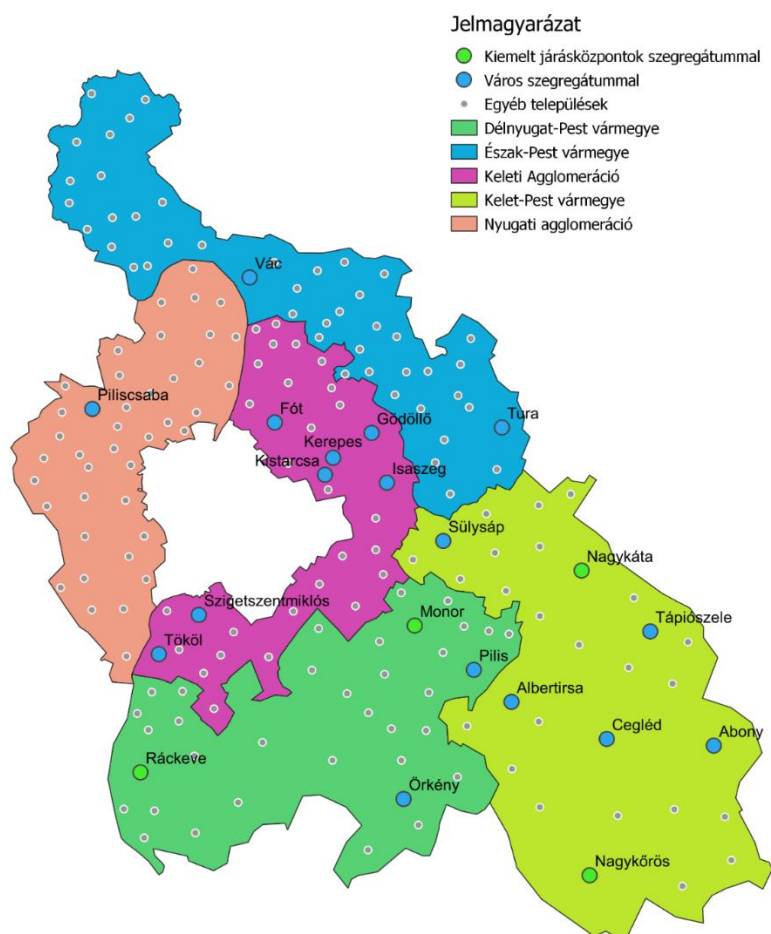 Jelmagyarázat
Kiemelt járásközpontok szegregátummal
Város szegregátummal
Egyéb települések
Délnyugat-Pest vármegye
Észak-Pest vármegye
Keleti Agglomeráció
Kelet-Pest vármegye
Nyugati agglomeráció
Vác
Piliscsaba
Fót
Gödöllő
Tura
Kerepes
Kistarcsa
Isaszeg
Sülysáp
Nagykáta
Szigetszentmiklós
Monor
Tápiószele
Tököl
Pilis
Albertirsa
Cegléd
Abony
Ráckeve
Örkény
Nagykőrös